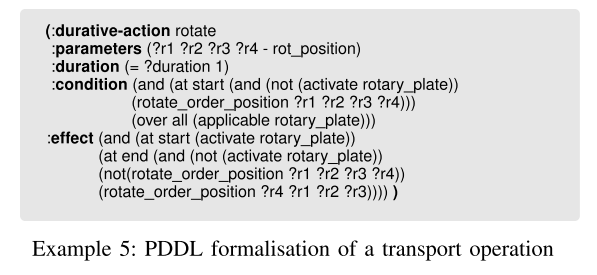 (:durative-action rotate
:parameters (?r1 ?r2 ?r3 ?r4 - rot_position)
:duration (= ?duration 1)
:condition (and (at start (and (not (activate rotary_plate))
(rotate_order_position ?r1 ?r2 ?r3 ?r4)))
(over all (applicable rotary_plate)))
:effect (and (at start (activate rotary_plate))
(at end (and (not (activate rotary_plate))
(not(rotate_order_position ?r1 ?r2 ?r3 ?r4))
(rotate_order_position ?r4 ?r1 ?r2 ?r3)))) )
Example 5: PDDL formalisation of a transport operation